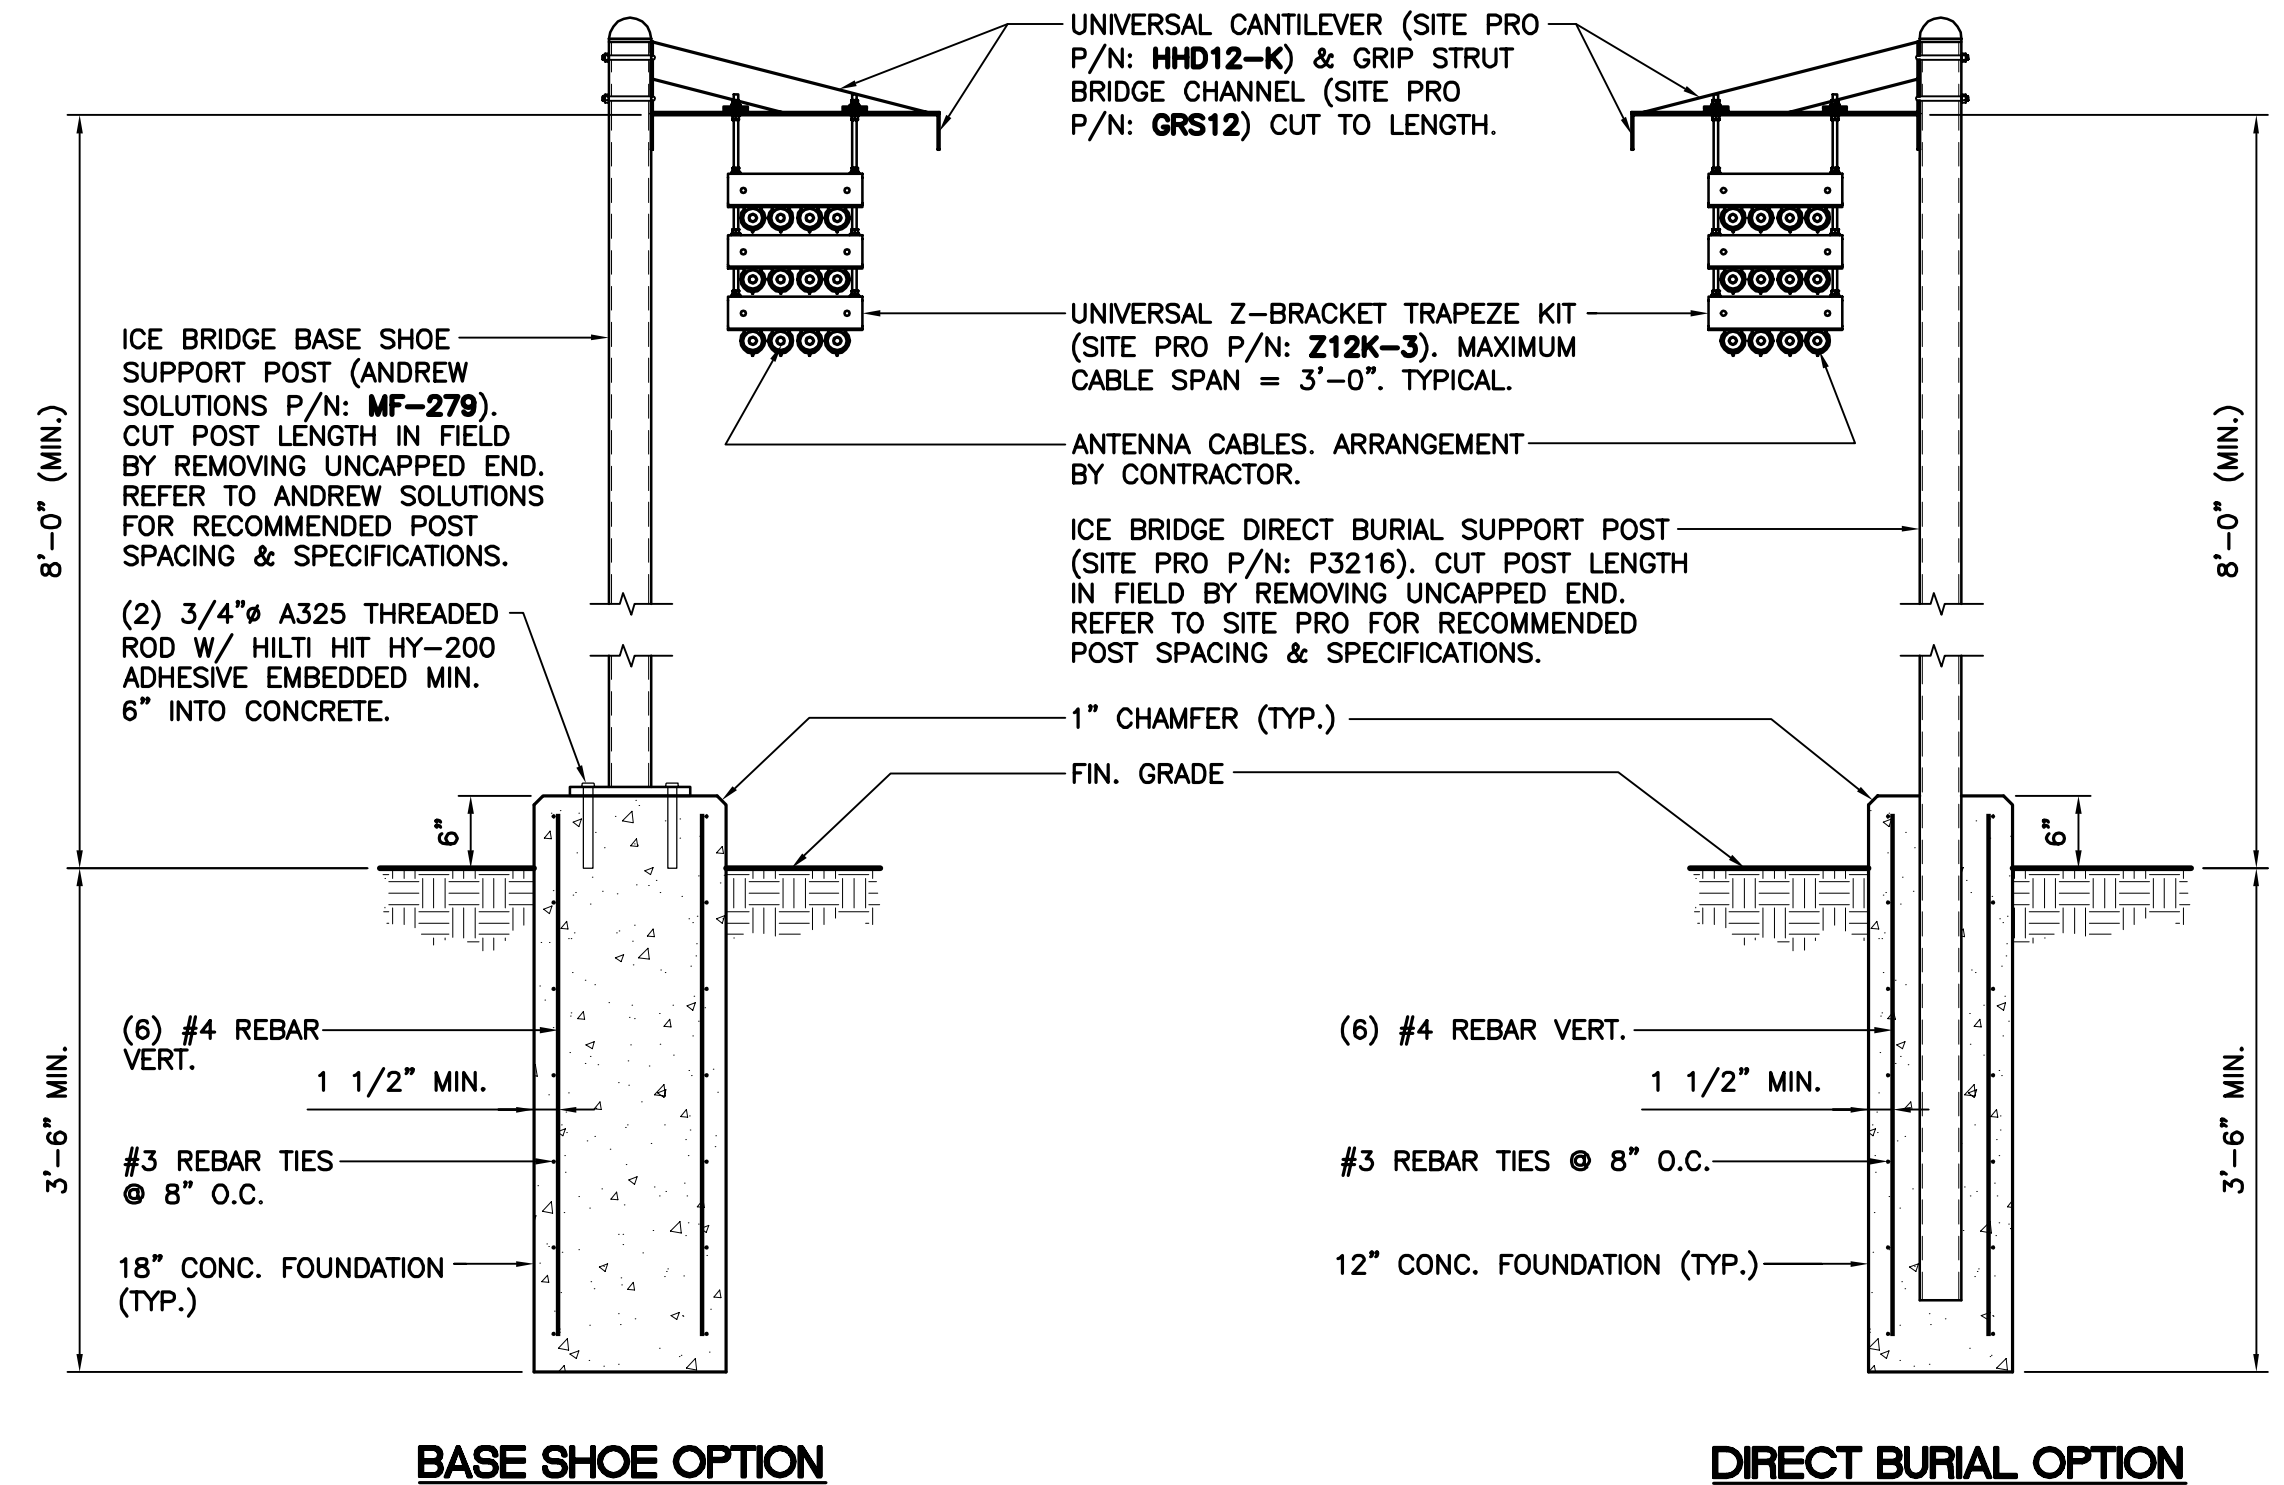 UNIVERSAL CANTILEVER (SITE PRO
P/N: HHD12-K) & GRIP STRUT
BRIDGE CHANNEL (SITE PRO
P/N: GRS12) CUT TO LENGTH.
UNIVERSAL Z-BRACKET TRAPEZE KIT
(SITE PRO P/N: Z12K-3). MAXIMUM
CABLE SPAN = 3'-0". TYPICAL.
ICE BRIDGE BASE SHOE
SUPPORT POST (ANDREW
SOLUTIONS P/N: MF-279).
CUT POST LENGTH IN FIELD
BY REMOVING UNCAPPED END.
REFER TO ANDREW SOLUTIONS
FOR RECOMMENDED POST
SPACING & SPECIFICATIONS.
8'-0" (MIN.)
8'-0" (MIN.)
ANTENNA CABLES. ARRANGEMENT
BY CONTRACTOR.
ICE BRIDGE DIRECT BURIAL SUPPORT POST
(SITE PRO P/N: P3216). CUT POST LENGTH
IN FIELD BY REMOVING UNCAPPED END.
REFER TO SITE PRO FOR RECOMMENDED
POST SPACING & SPECIFICATIONS.
(2) 3/4"ø A325 THREADED
ROD W/ HILTI HIT HY-200
ADHESIVE EMBEDDED MIN.
6" INTO CONCRETE.
1" CHAMFER (TYP.)
FIN. GRADE
6"
6"
(6) #4 REBAR
VERT.
1 1/2" MIN.
#3 REBAR TIES
@ 8" O.C.
18" CONC. FOUNDATION
(TYP.)
3'-6" MIN.
(6) #4 REBAR VERT.
1 1/2" MIN.
#3 REBAR TIES @ 8" O.C.
12" CONC. FOUNDATION (TYP.)
3'-6" MIN.
BASE SHOE OPTION
DIRECT BURIAL OPTION